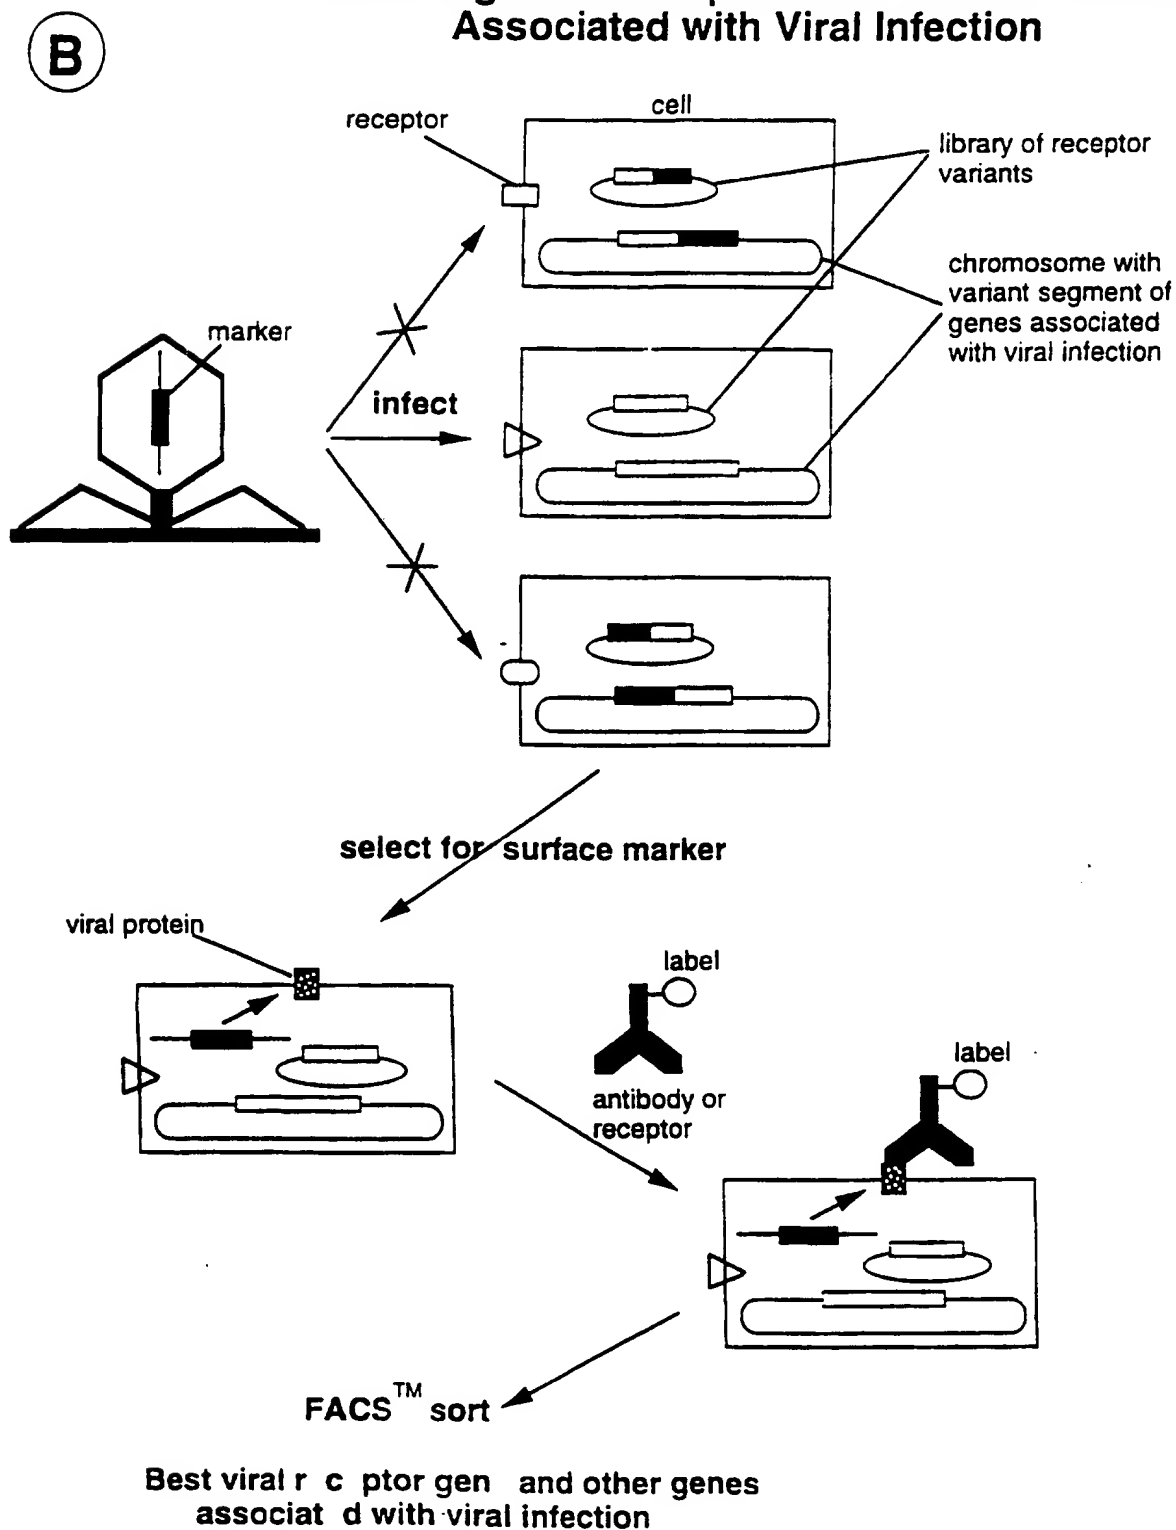 Associated with Viral Infection
B
cell
receptor
library of receptor
variants
chromosome with
variant segment of
genes associated
with viral infection
marker
infect
select for surface marker
viral protein
label
antibody or
receptor
label
FACS™ sort
Best viral r c ptor gen and other genes
associat d with viral infection